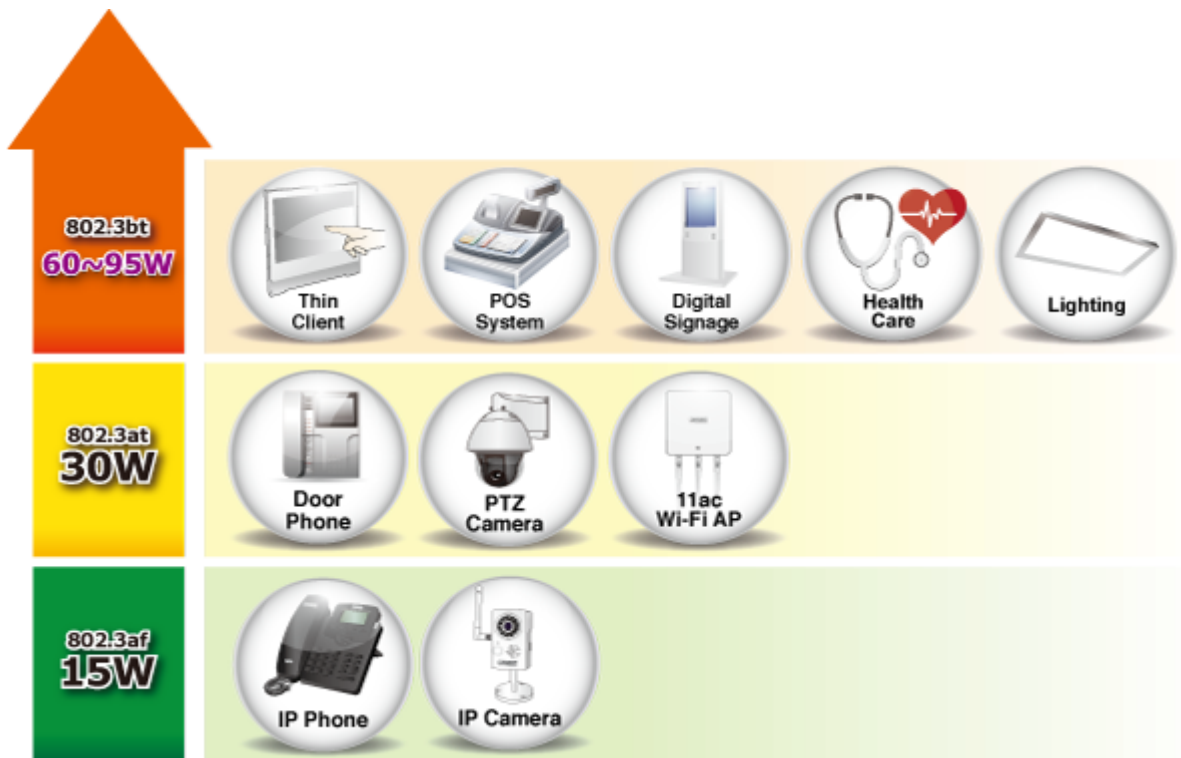 802.3bt
60~95W
Thin
Client
POS
System
Digital
Signage
Health
Care
Lighting
802.3at
30W
Door
Phone
PTZ
Camera
11ac
Wi-Fi AP
802.3af
15W
IP Phone
IP Camera